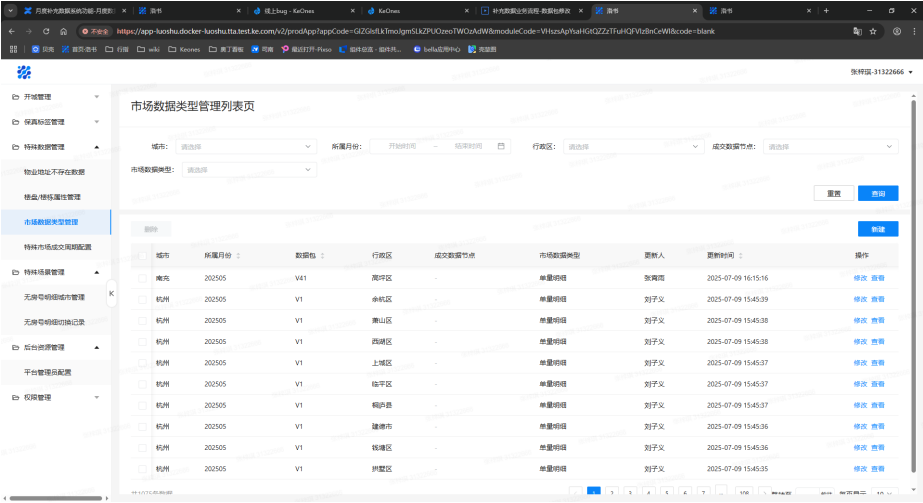 月度补充数据系统功能-月度数
洛书
线上bug - KeOnes
KeOnes
补充数据业务流程-数据包修改
洛书
洛书
不安全 https://app-luoshu.docker-luoshu.tta.test.ke.com/v2/prodApp?appCode=
贝壳 首页·洛书 行程 wiki Keones 奥丁看板 司南 最近打开-Pixso 组件总览 - 组件共... bella应用中心 克隆图
张梓琪-31322666
开城管理
保真标签管理
特殊数据管理
物业地址不存在数据
楼盘/楼栋属性管理
市场数据类型管理
特殊市场成交周期配置
特殊场景管理
无房号明细城市管理
无房号明细切换记录
后台资源管理
平台管理员配置
权限管理
市场数据类型管理列表页
城市： 请选择 所属月份： 开始时间 – 结束时间 行政区： 请选择 成交数据节点： 请选择
市场数据类型： 请选择
重置 查询
删除 新建
城市 所属月份 数据包 行政区 成交数据节点 市场数据类型 更新人 更新时间 操作
南充 202505 V41 高坪区 - 单量明细 张霄雨 2025-07-09 16:15:16 修改 查看
杭州 202505 V1 余杭区 - 单量明细 刘子义 2025-07-09 15:45:39 修改 查看
杭州 202505 V1 萧山区 - 单量明细 刘子义 2025-07-09 15:45:38 修改 查看
杭州 202505 V1 西湖区 - 单量明细 刘子义 2025-07-09 15:45:38 修改 查看
杭州 202505 V1 上城区 - 单量明细 刘子义 2025-07-09 15:45:37 修改 查看
杭州 202505 V1 临平区 - 单量明细 刘子义 2025-07-09 15:45:37 修改 查看
杭州 202505 V1 桐庐县 - 单量明细 刘子义 2025-07-09 15:45:37 修改 查看
杭州 202505 V1 建德市 - 单量明细 刘子义 2025-07-09 15:45:36 修改 查看
杭州 202505 V1 钱塘区 - 单量明细 刘子义 2025-07-09 15:45:36 修改 查看
杭州 202505 V1 拱墅区 - 单量明细 刘子义 2025-07-09 15:45:35 修改 查看
1 2 3 4 5 6 7 ... 108